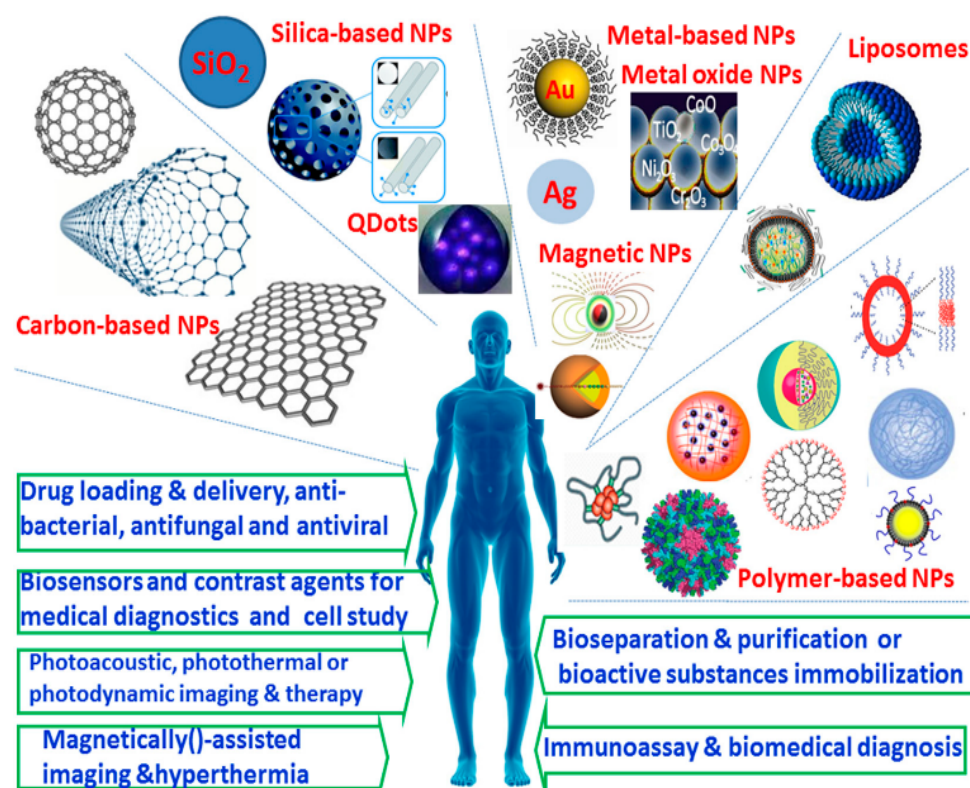 Silica-based NPs
SiO2
QDots
Carbon-based NPs
Metal-based NPs
Metal oxide NPs
Au
Ag
CoO
TiO2
Co3O4
Ni2O3
Cr2O3
Magnetic NPs
Liposomes
Polymer-based NPs
Drug loading & delivery, anti-
bacterial, antifungal and antiviral
Biosensors and contrast agents for
medical diagnostics and cell study
Photoacoustic, photothermal or
photodynamic imaging & therapy
Magnetically()-assisted
imaging &hyperthermia
Bioseparation & purification or
bioactive substances immobilization
Immunoassay & biomedical diagnosis